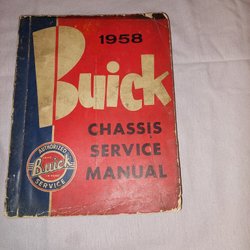 1958
Buick
CHASSIS
SERVICE
MANUAL
AUTHORIZED
Buick
SERVICE